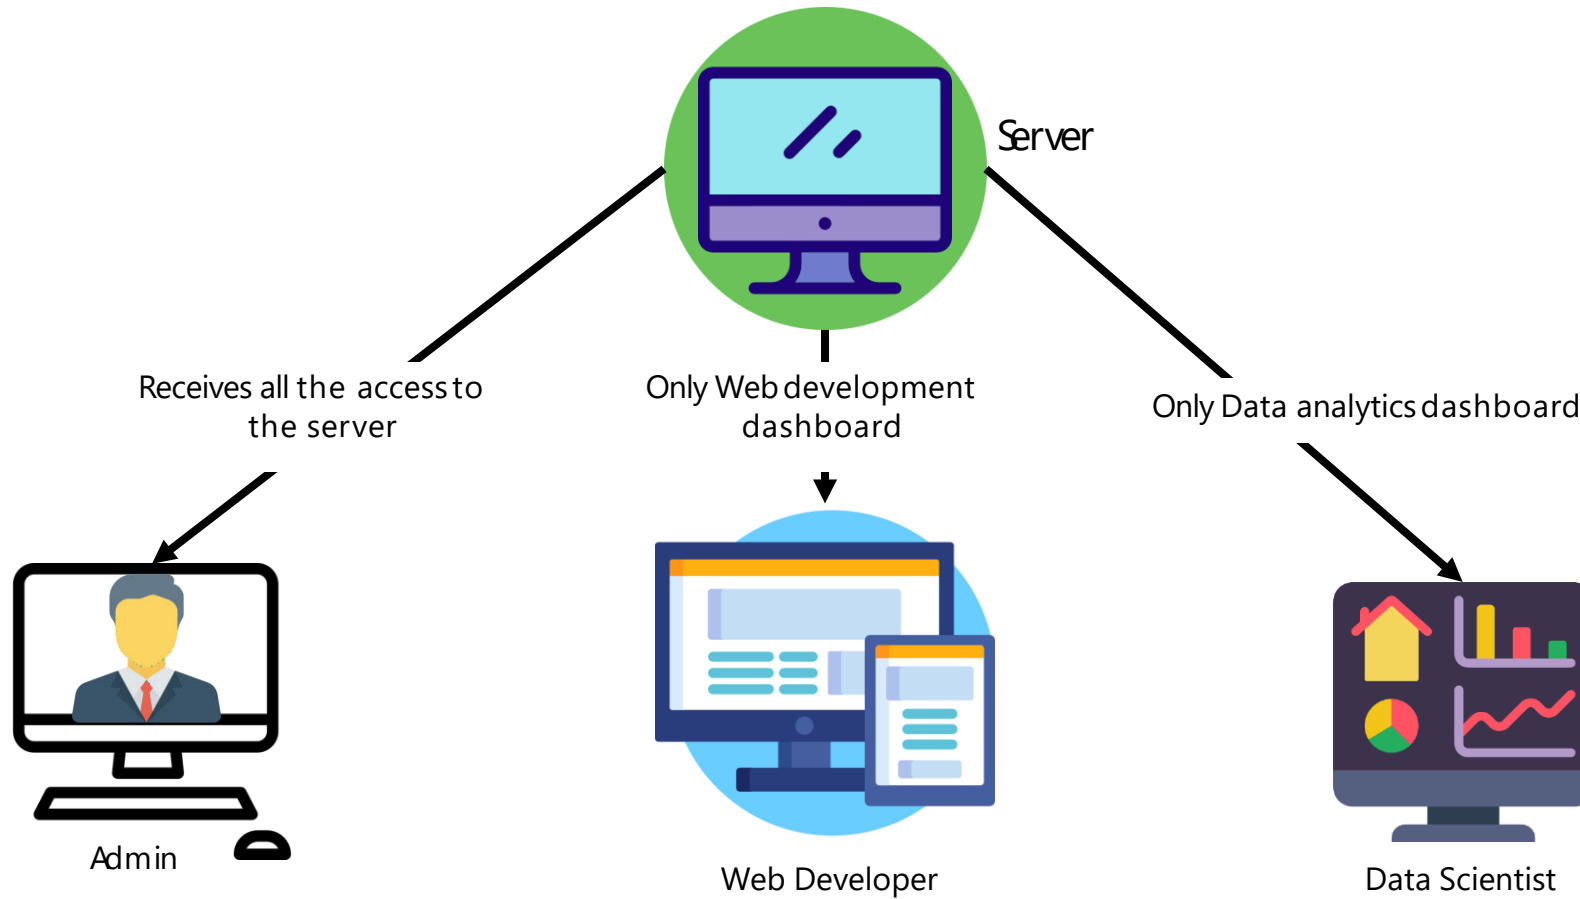 Server
Receives all the access to
the server
Only Web development
dashboard
Only Data analytics dashboard
Admin
Web Developer
Data Scientist